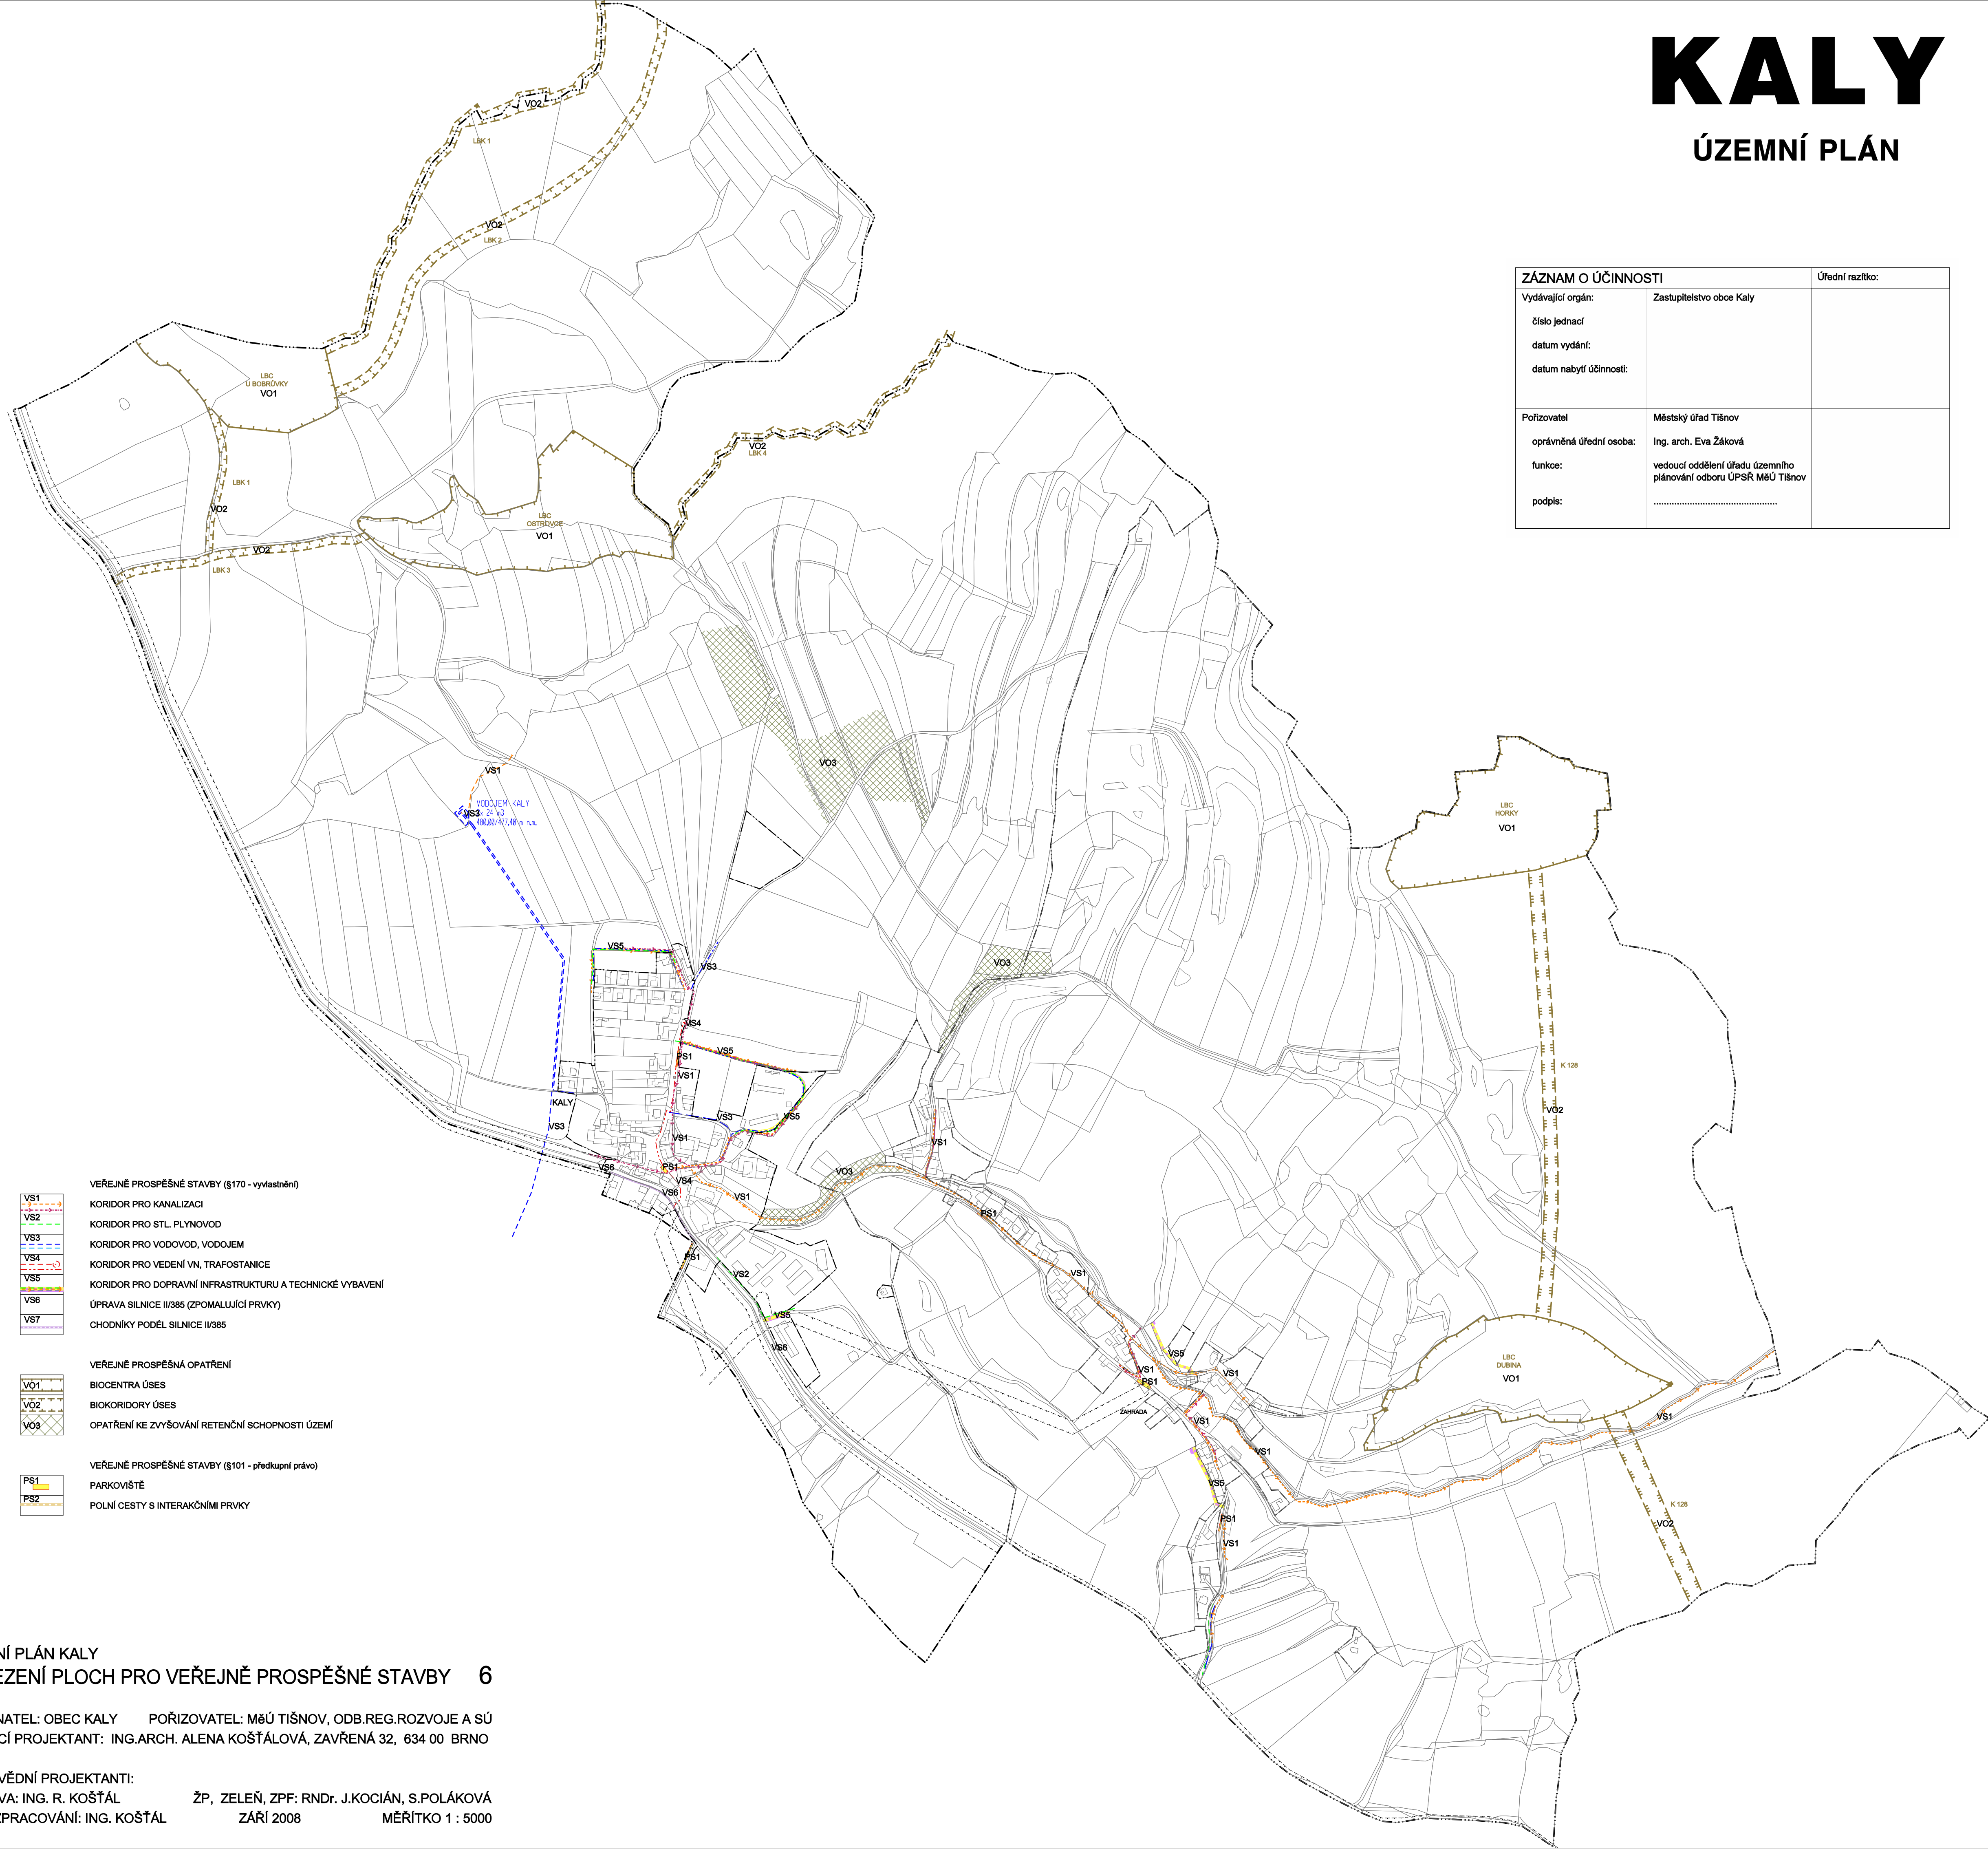 KALY
ÚZEMNÍ PLÁN
ZÁZNAM O ÚČINNOSTI
Úřední razítko:
Vydávající orgán:
Zastupitelstvo obce Kaly
číslo jednací
datum vydání:
datum nabytí účinnosti:
Pořizovatel
Městský úřad Tišnov
oprávněná úřední osoba:
Ing. arch. Eva Žáková
funkce:
vedoucí oddělení úřadu územního
plánování odboru ÚPSŘ MěÚ Tišnov
podpis:
VO2
LBK 1
VO2
LBK 2
LBC
U BOBRŮVKY
VO1
VO2
LBK 4
LBK 1
VO2
LBC
OSTROVCE
VO1
VO2
LBK 3
VO3
VS1
VODOJEM KALY
24 m3
480,00/477,40 m n.m.
VS3
LBC
HORKY
VO1
VS5
VS3
VO3
VS4
VS5
PS1
VS1
K 128
KALY
VS3
VS5
VO2
VS3
VS1
VS1
VS6
PS1
VO3
VS4
VS6
VS1
PS1
PS1
VS2
VS1
VS5
VS6
VS5
VS1
VS1
PS1
LBC
DUBINA
VO1
ZAHRADA
VS1
VS1
VS1
VS5
K 128
PS1
VO2
VS1
VEŘEJNĚ PROSPĚŠNÉ STAVBY (§170 - vyvlastnění)
VS1 KORIDOR PRO KANALIZACI
VS2 KORIDOR PRO STL. PLYNOVOD
VS3 KORIDOR PRO VODOVOD, VODOJEM
VS4 KORIDOR PRO VEDENÍ VN, TRAFOSTANICE
VS5 KORIDOR PRO DOPRAVNÍ INFRASTRUKTURU A TECHNICKÉ VYBAVENÍ
VS6 ÚPRAVA SILNICE II/385 (ZPOMALUJÍCÍ PRVKY)
VS7 CHODNÍKY PODÉL SILNICE II/385
VEŘEJNĚ PROSPĚŠNÁ OPATŘENÍ
VO1 BIOCENTRA ÚSES
VO2 BIOKORIDORY ÚSES
VO3 OPATŘENÍ KE ZVYŠOVÁNÍ RETENČNÍ SCHOPNOSTI ÚZEMÍ
VEŘEJNĚ PROSPĚŠNÉ STAVBY (§101 - předkupní právo)
PS1 PARKOVIŠTĚ
PS2 POLNÍ CESTY S INTERAKČNÍMI PRVKY
NÍ PLÁN KALY
EZENÍ PLOCH PRO VEŘEJNĚ PROSPĚŠNÉ STAVBY 6
NATEL: OBEC KALY POŘIZOVATEL: MěÚ TIŠNOV, ODB.REG.ROZVOJE A SÚ
CÍ PROJEKTANT: ING.ARCH. ALENA KOŠŤÁLOVÁ, ZAVŘENÁ 32, 634 00 BRNO
VĚDNÍ PROJEKTANTI:
VA: ING. R. KOŠŤÁL ŽP, ZELEŇ, ZPF: RNDr. J.KOCIÁN, S.POLÁKOVÁ
ZPRACOVÁNÍ: ING. KOŠŤÁL ZÁŘÍ 2008 MĚŘÍTKO 1 : 5000